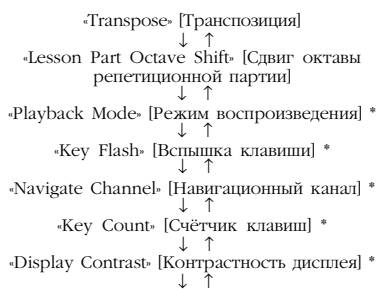 «Transpose» [Транспозиция]
↓ ↑
«Lesson Part Octave Shift» [Сдвиг октавы
репетиционной партии]
↓ ↑
«Playback Mode» [Режим воспроизведения] *
↓ ↑
«Key Flash» [Вспышка клавиши] *
↓ ↑
«Navigate Channel» [Навигационный канал] *
↓ ↑
«Key Count» [Счётчик клавиш] *
↓ ↑
«Display Contrast» [Контрастность дисплея] *
↓ ↑